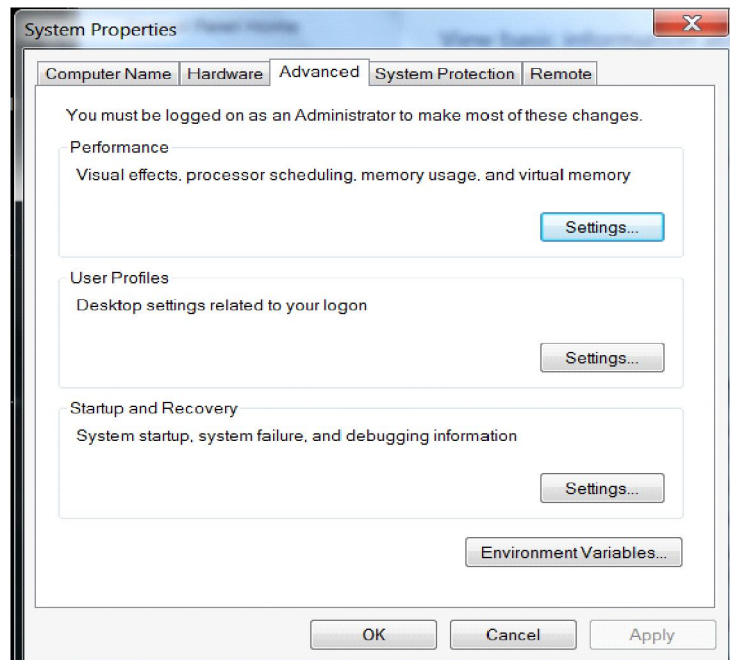 System Properties
Computer Name Hardware Advanced System Protection Remote
You must be logged on as an Administrator to make most of these changes.
Performance
Visual effects, processor scheduling, memory usage, and virtual memory
Settings...
User Profiles
Desktop settings related to your logon
Settings...
Startup and Recovery
System startup, system failure, and debugging information
Settings...
Environment Variables...
OK Cancel Apply